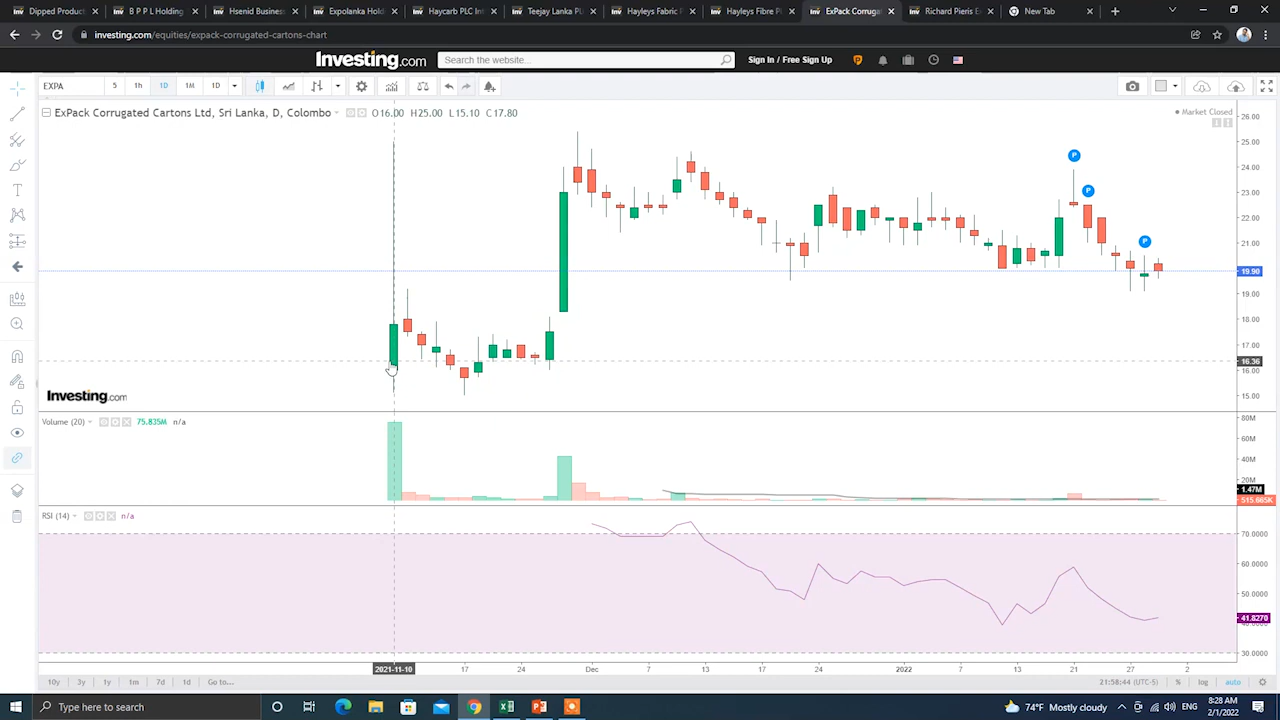 Diped Produc
B P P L Holding
Hsenid Busines
Expolanka Hold
Haycarb PLC Int
Teejay Lanka PL
Hayleys Fabric P
Hayleys Fibre P
ExPack Corruga
Richard Pieris E
New Tab
investing.com/equities/expack-corrugated-cartons-chart
Investing.com
Search the website...
Sign In / Free Sign Up
EXPA
5
1h
1D
1M
1D
ExPack Corrugated Cartons Ltd, Sri Lanka, D, Colombo
O16.00 H25.00 L15.10 C17.80
Market Closed
26.00
25.00
24.00
23.00
22.00
21.00
19.90
19.00
18.00
17.00
16.36
16.00
15.00
P
P
P
Investing.com
Volume (20)
75.835M n/a
80M
60M
40M
20M
1.47M
515.665K
RSI (14)
n/a
70.0000
60.0000
50.0000
41.8270
30.0000
2021-11-10
17
24
Dec
7
13
17
24
2022
7
13
21
27
2
10y
3y
1y
1m
7d
1d
Go to...
21:58:44 (UTC-5)
%
log
auto
Type here to search
74°F Mostly cloudy
8:28 AM
2/1/2022